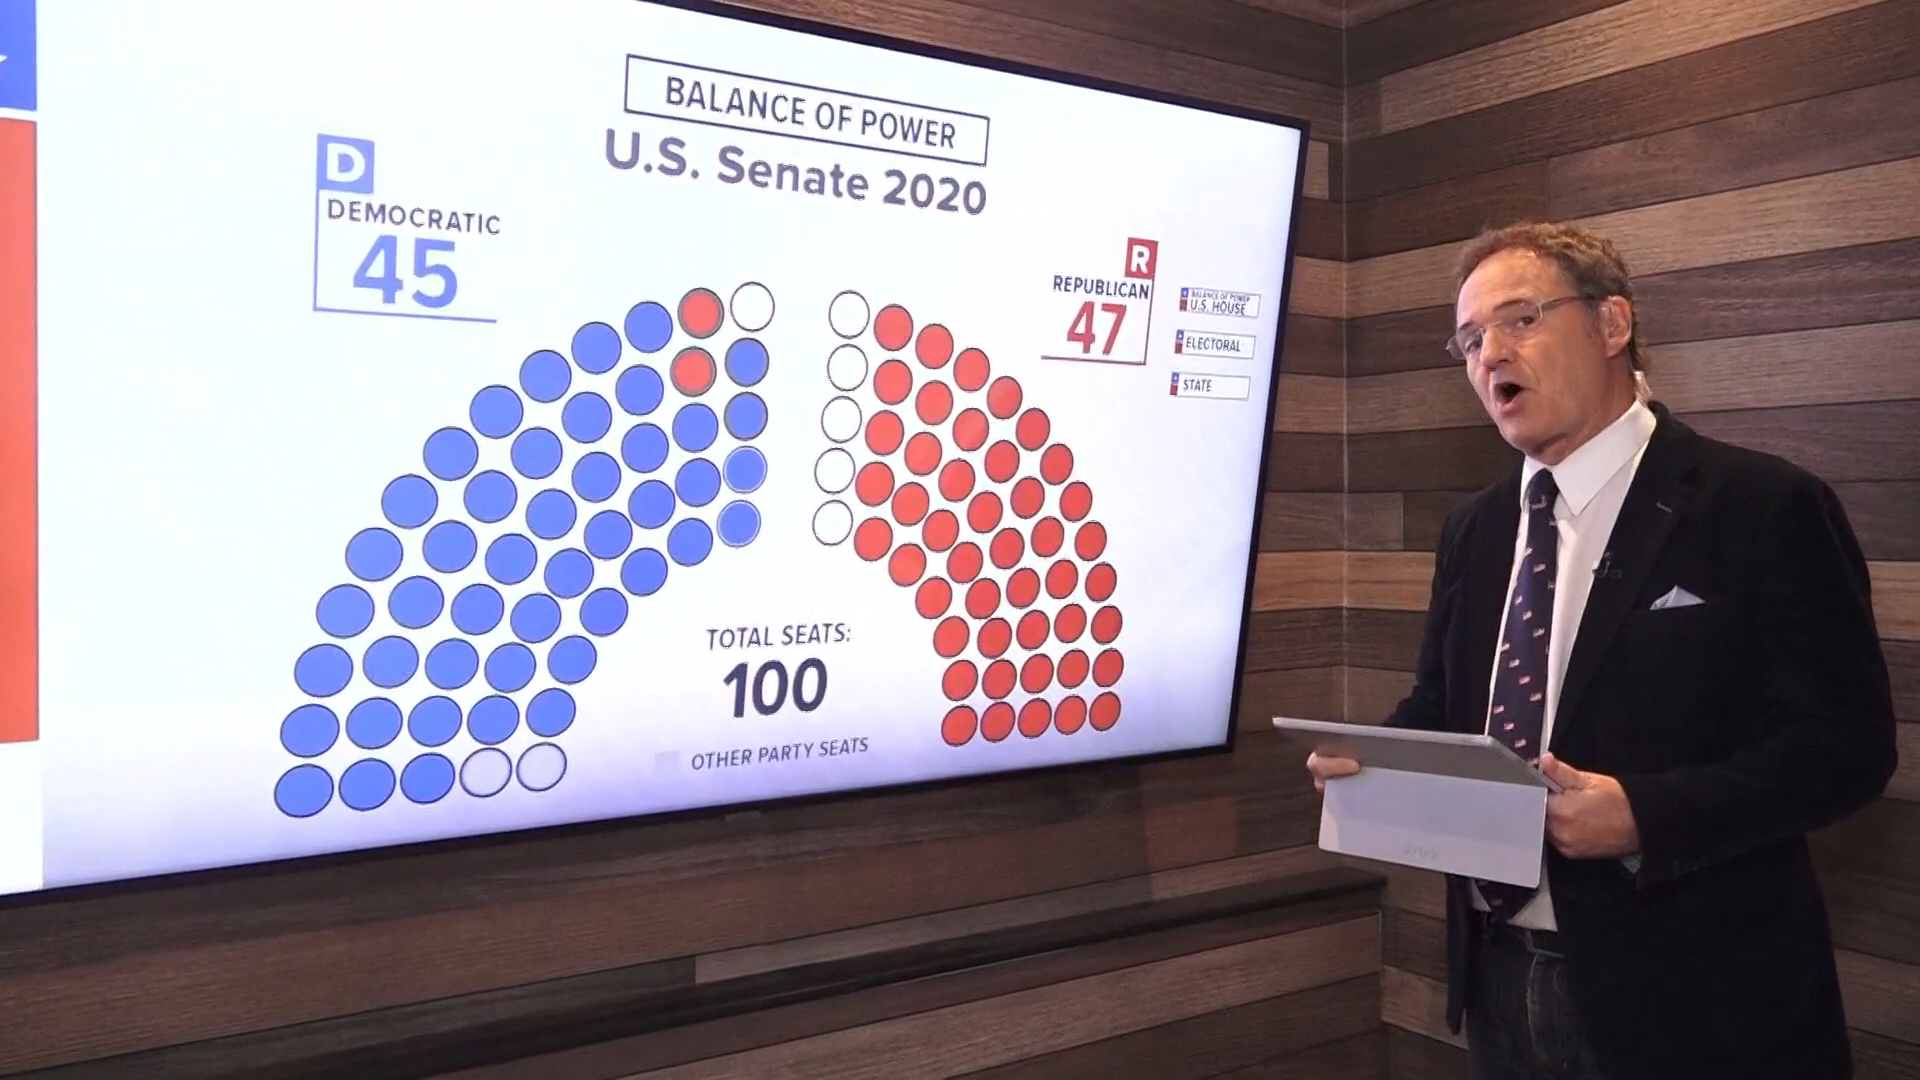 BALANCE OF POWER
U.S. Senate 2020
D
DEMOCRATIC
45
R
REPUBLICAN
47
BALANCE OF POWER
U.S. HOUSE
ELECTORAL
STATE
TOTAL SEATS:
100
OTHER PARTY SEATS